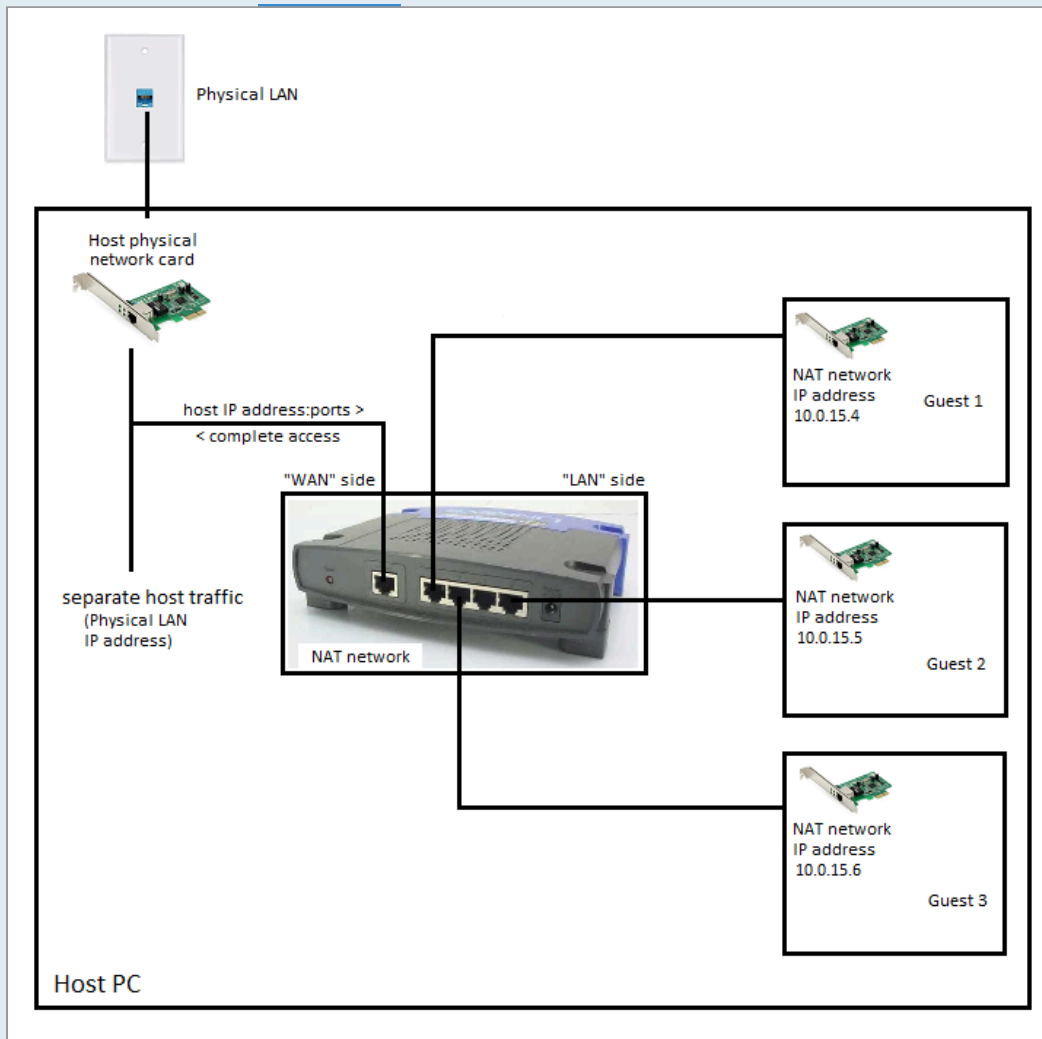 Physical LAN
Host physical
network card
host IP address:ports >
< complete access
"WAN" side
"LAN" side
separate host traffic
(Physical LAN
IP address)
NAT network
NAT network
IP address
10.0.15.4
Guest 1
NAT network
IP address
10.0.15.5
Guest 2
NAT network
IP address
10.0.15.6
Guest 3
Host PC